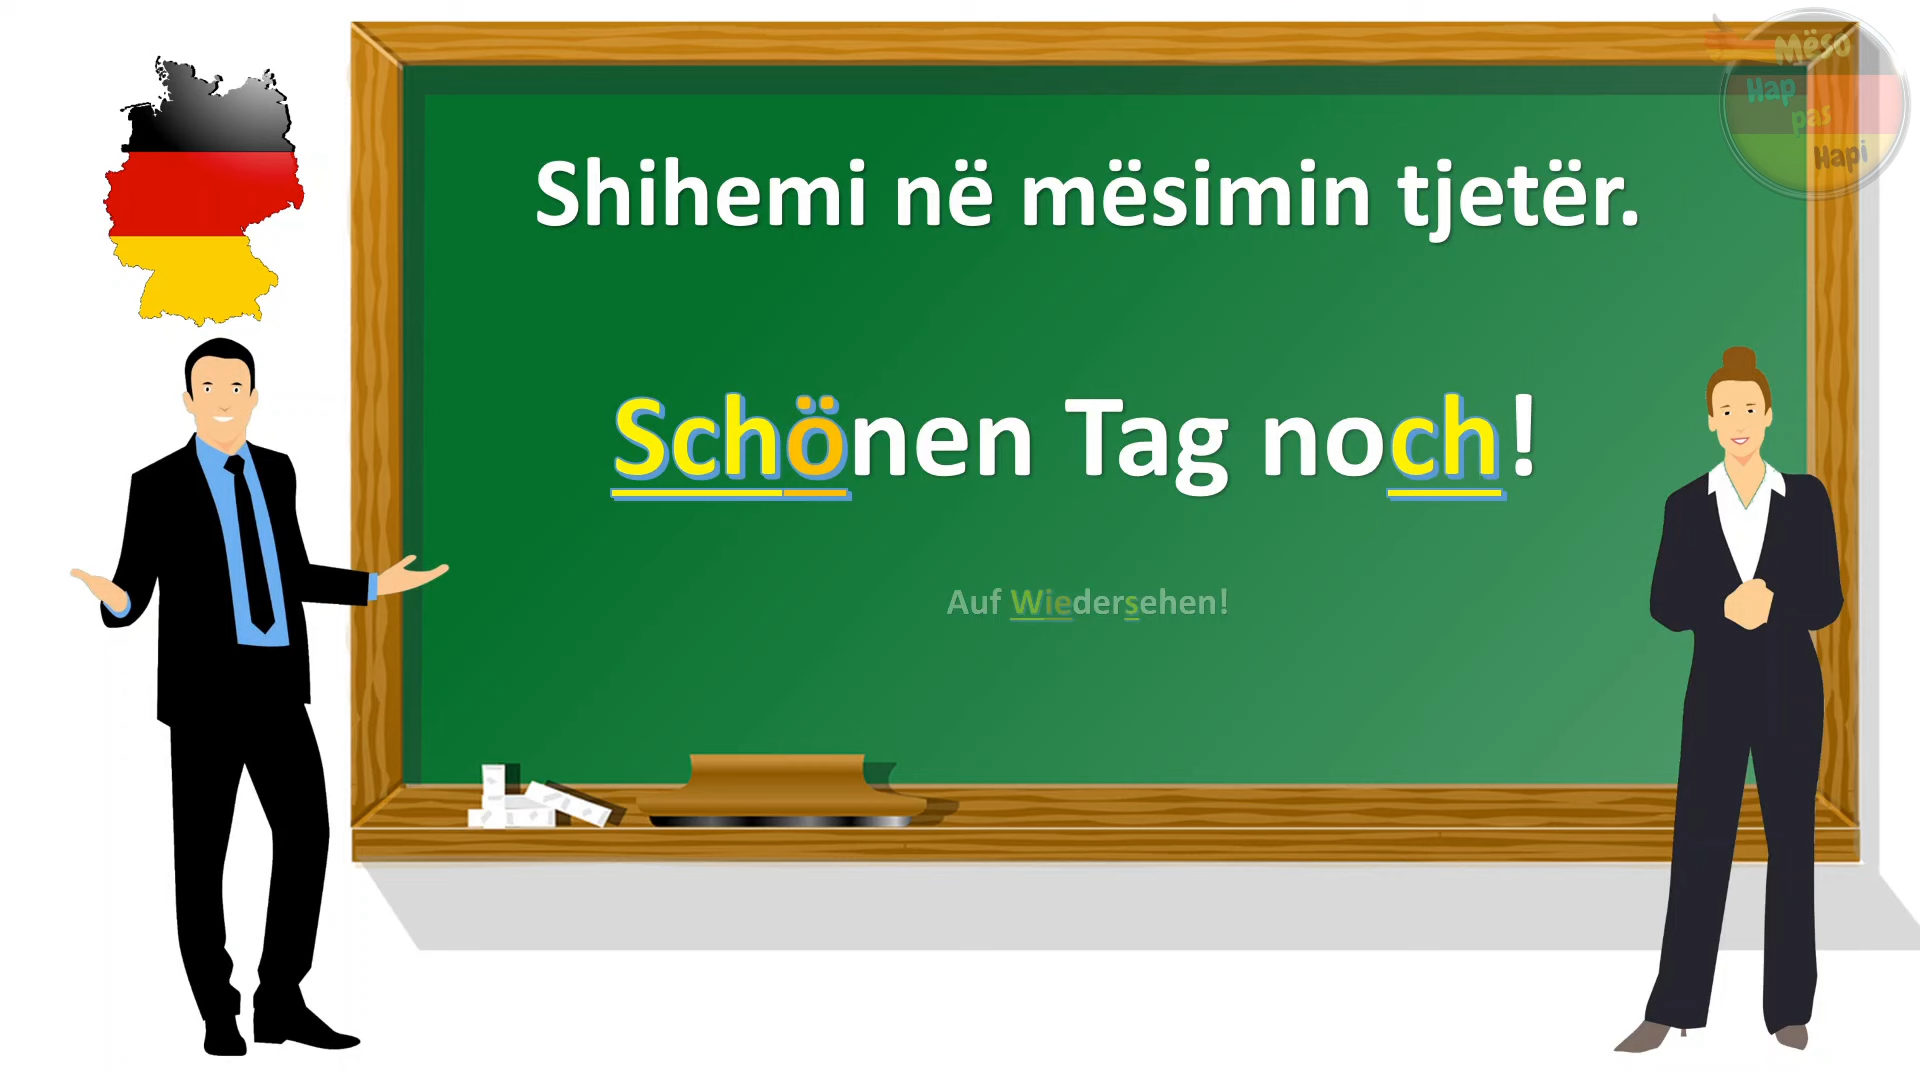 Mëso
Hap
pas
Hapi
Shihemi në mësimin tjetër.
Schönen Tag noch!
Auf Wiedersehen!